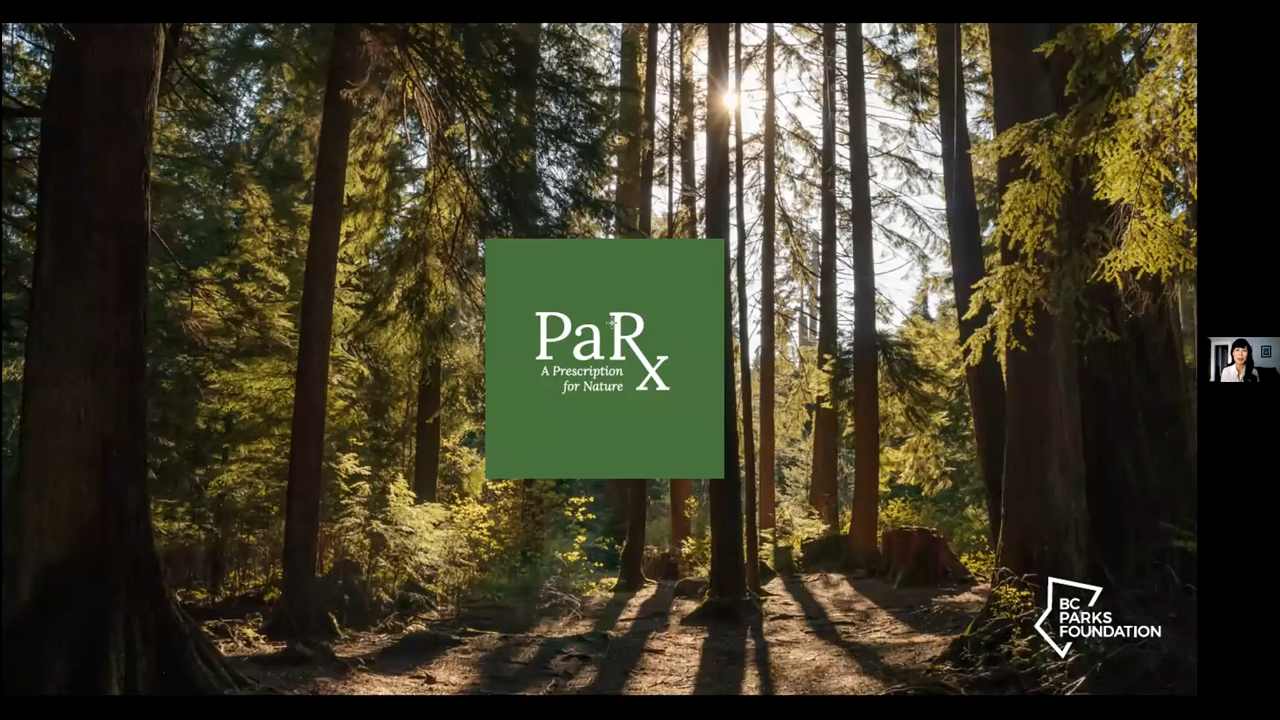 PaRx
A Prescription
for Nature
BC
PARKS
FOUNDATION